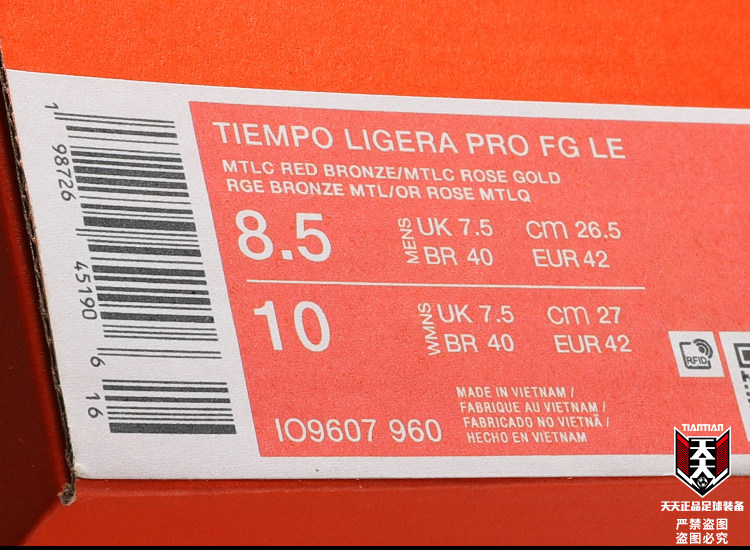 TIEMPO LIGERA PRO FG LE
MTLC RED BRONZE/MTLC ROSE GOLD
RGE BRONZE MTL/OR ROSE MTLQ
8.5 MENS UK 7.5 CM 26.5
BR 40 EUR 42
10 WMNS UK 7.5 CM 27
BR 40 EUR 42
IO9607 960
MADE IN VIETNAM /
FABRIQUE AU VIETNAM /
FABRICADO NO VIETNÃ /
HECHO EN VIETNAM
1 98726 45190 6 16
RFID
TIANTIAN
天天
天天正品足球装备
严禁盗图
盗图必究